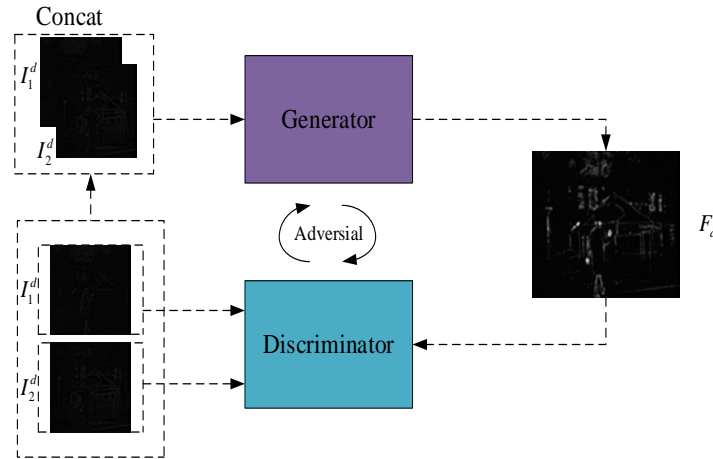 Concat
I₁ᵈ
I₂ᵈ
Generator
Adversial
F
I₁ᵈ
I₂ᵈ
Discriminator